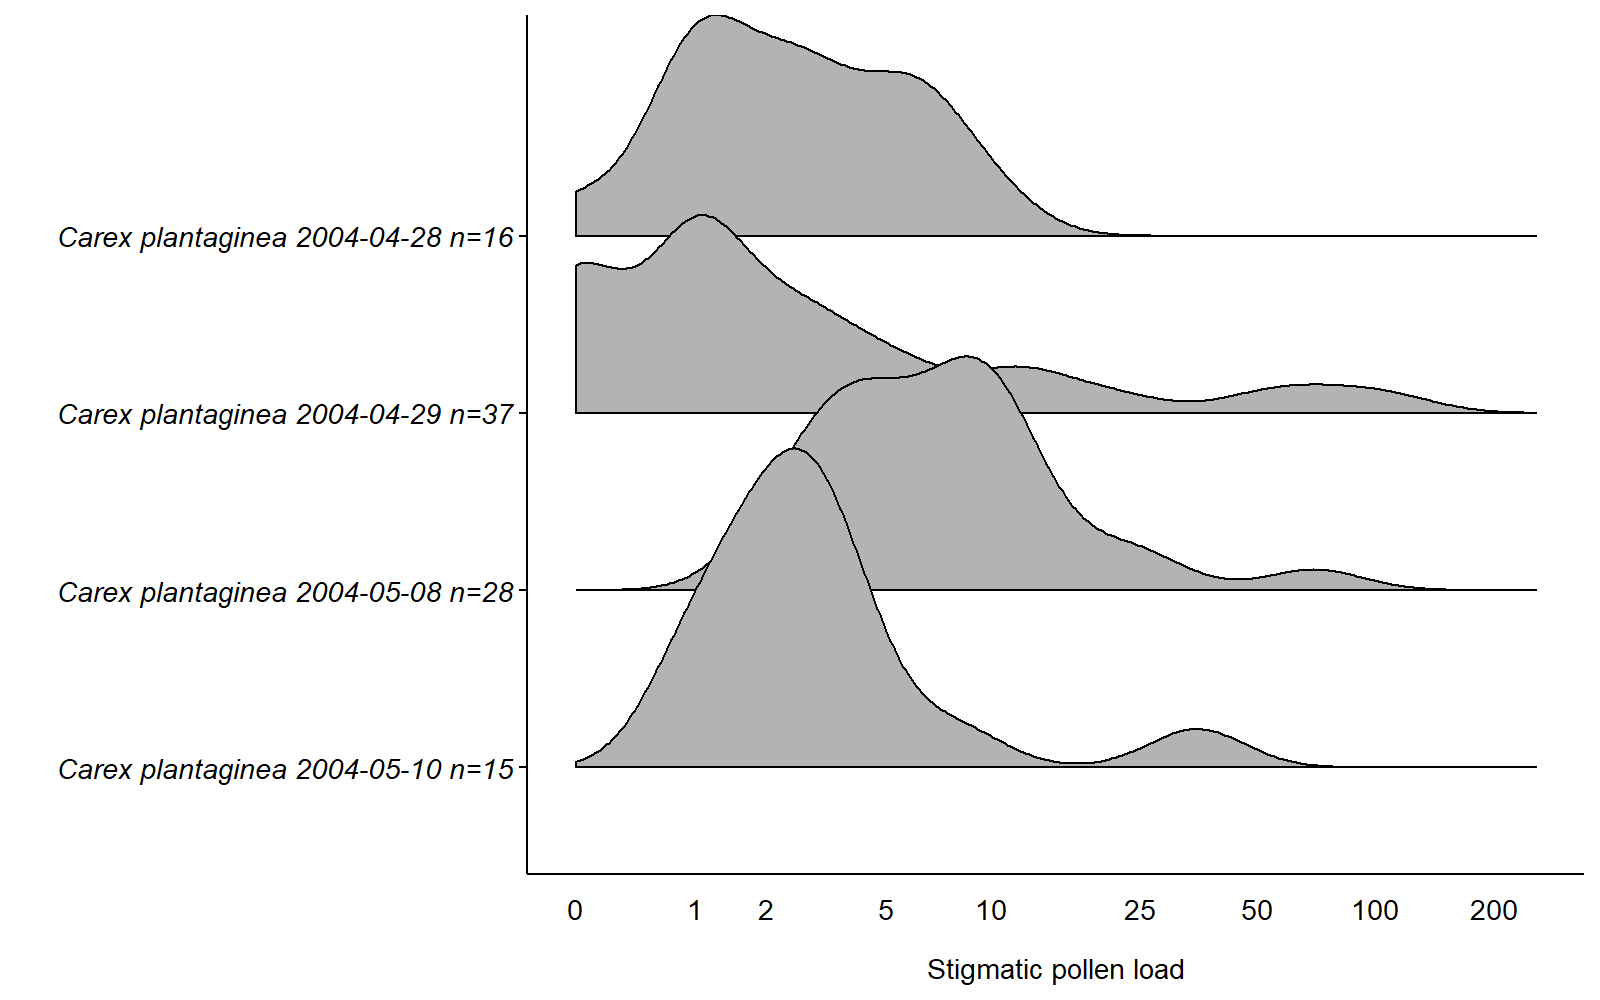 Carex plantaginea 2004-04-28 n=16
Carex plantaginea 2004-04-29 n=37
Carex plantaginea 2004-05-08 n=28
Carex plantaginea 2004-05-10 n=15
0 1 2 5 10 25 50 100 200
Stigmatic pollen load